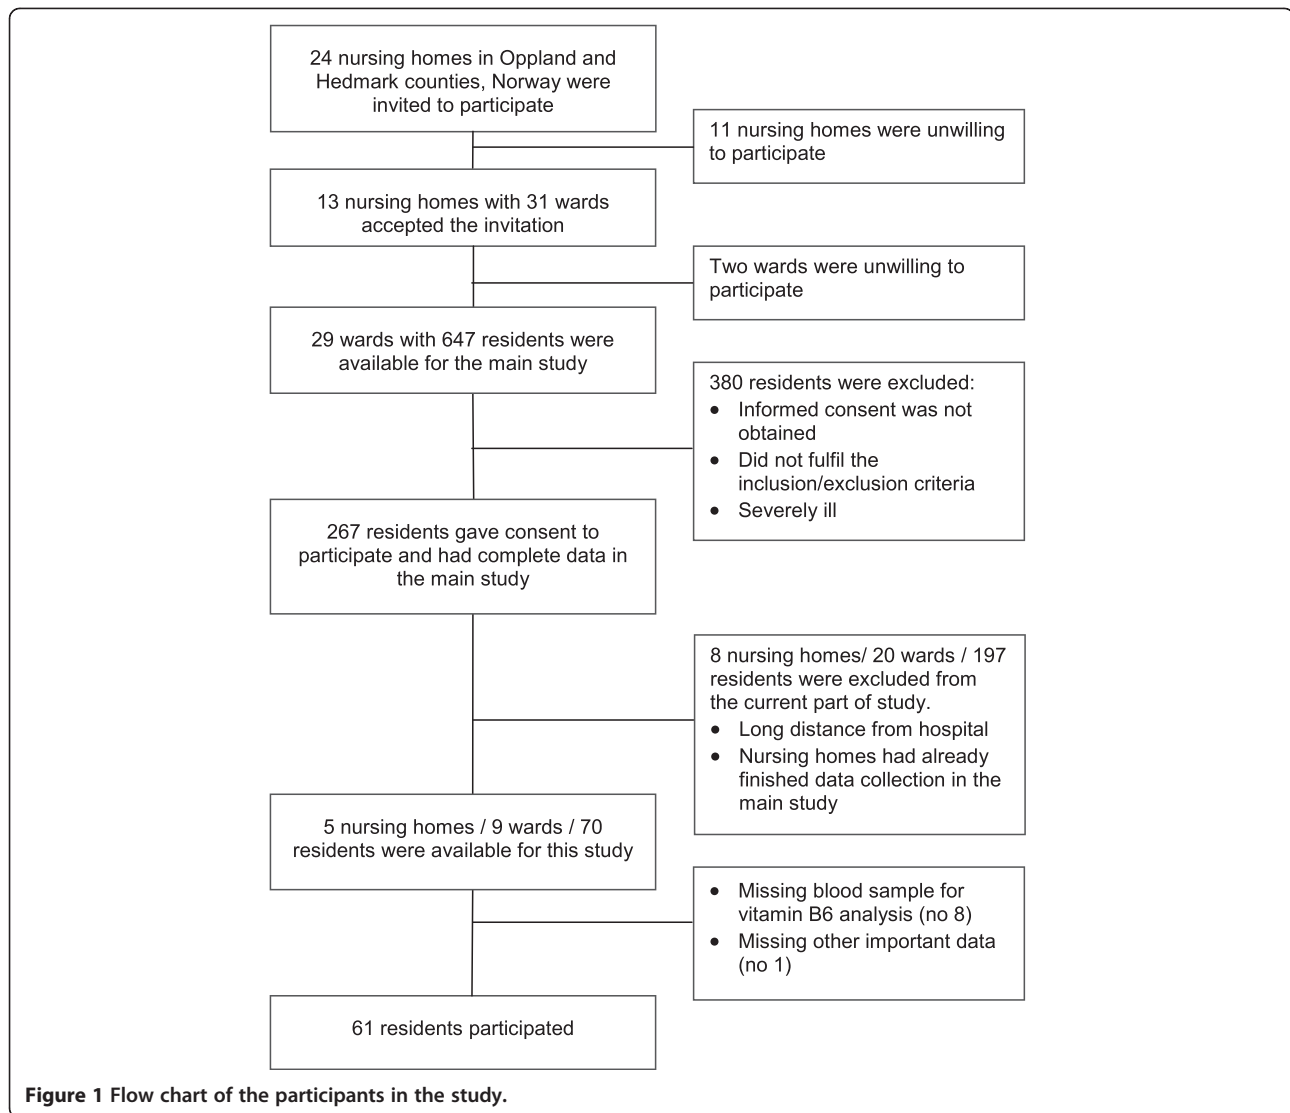 24 nursing homes in Oppland and
Hedmark counties, Norway were
invited to participate
11 nursing homes were unwilling
to participate
13 nursing homes with 31 wards
accepted the invitation
Two wards were unwilling to
participate
29 wards with 647 residents were
available for the main study
380 residents were excluded:
• Informed consent was not
obtained
• Did not fulfil the
inclusion/exclusion criteria
• Severely ill
267 residents gave consent to
participate and had complete data in
the main study
8 nursing homes/ 20 wards / 197
residents were excluded from
the current part of study.
• Long distance from hospital
• Nursing homes had already
finished data collection in the
main study
5 nursing homes / 9 wards / 70
residents were available for this study
• Missing blood sample for
vitamin B6 analysis (no 8)
• Missing other important data
(no 1)
61 residents participated
Figure 1 Flow chart of the participants in the study.